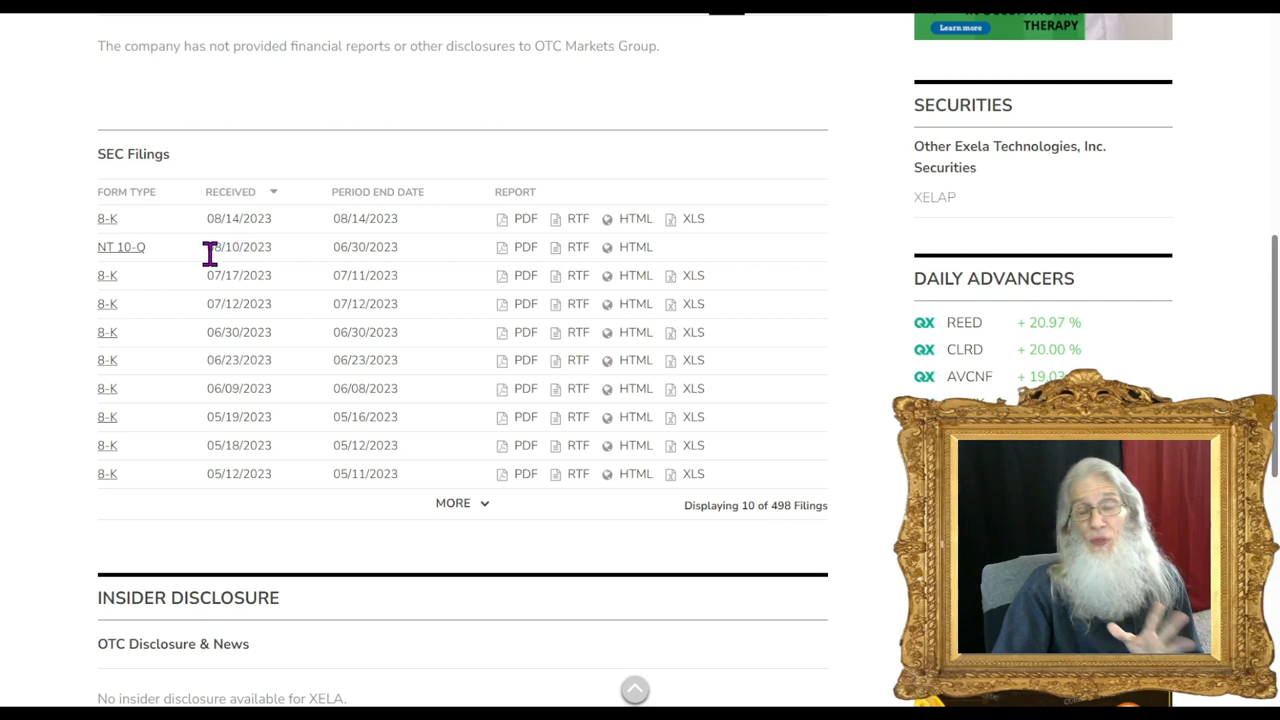 The company has not provided financial reports or other disclosures to OTC Markets Group.
SEC Filings
FORM TYPE RECEIVED PERIOD END DATE REPORT
8-K 08/14/2023 08/14/2023 PDF RTF HTML XLS
NT 10-Q 08/10/2023 06/30/2023 PDF RTF HTML
8-K 07/17/2023 07/11/2023 PDF RTF HTML XLS
8-K 07/12/2023 07/12/2023 PDF RTF HTML XLS
8-K 06/30/2023 06/30/2023 PDF RTF HTML XLS
8-K 06/23/2023 06/23/2023 PDF RTF HTML XLS
8-K 06/09/2023 06/08/2023 PDF RTF HTML XLS
8-K 05/19/2023 05/16/2023 PDF RTF HTML XLS
8-K 05/18/2023 05/12/2023 PDF RTF HTML XLS
8-K 05/12/2023 05/11/2023 PDF RTF HTML XLS
MORE Displaying 10 of 498 Filings
INSIDER DISCLOSURE
OTC Disclosure & News
No insider disclosure available for XELA.
THERAPY
Learn more
SECURITIES
Other Exela Technologies, Inc.
Securities
XELAP
DAILY ADVANCERS
QX REED + 20.97 %
QX CLRD + 20.00 %
QX AVCNF + 19.03